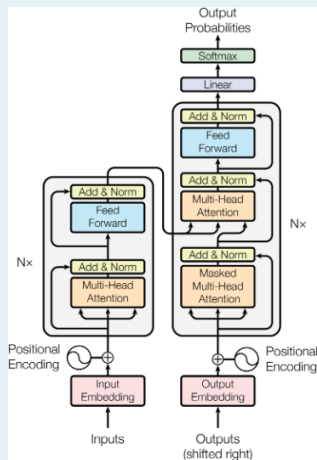 Output
Probabilities
Softmax
Linear
Add & Norm
Feed
Forward
Add & Norm
Multi-Head
Attention
Add & Norm
Masked
Multi-Head
Attention
N×
Positional
Encoding
Output
Embedding
Outputs
(shifted right)
Add & Norm
Feed
Forward
Add & Norm
Multi-Head
Attention
N×
Positional
Encoding
Input
Embedding
Inputs